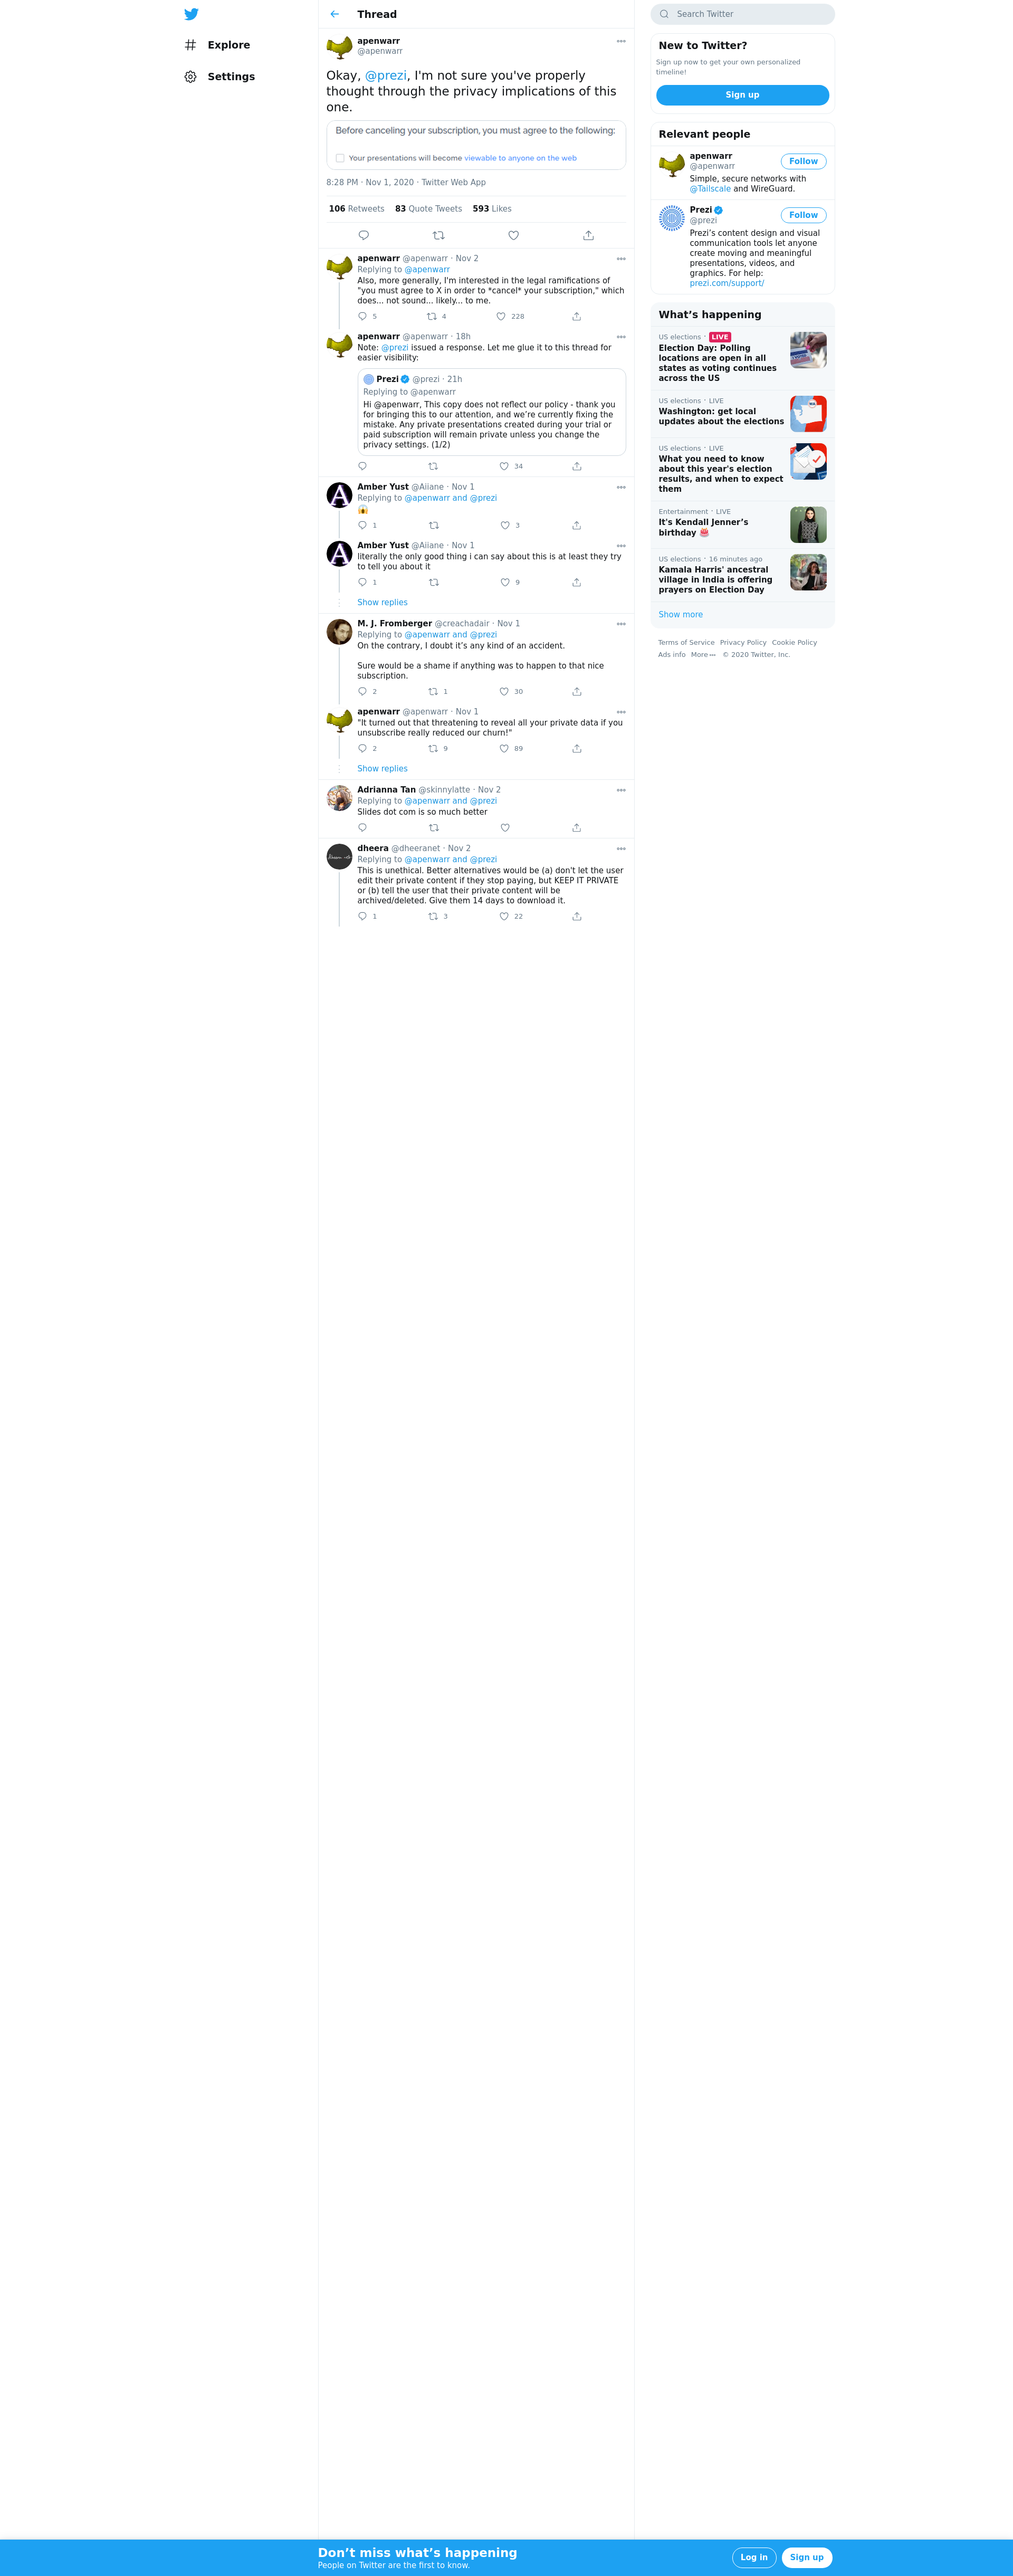 Explore
Settings
Thread
apenwarr
@apenwarr
Okay, @prezi, I'm not sure you've properly
thought through the privacy implications of this
one.
Before canceling your subscription, you must agree to the following:
Your presentations will become viewable to anyone on the web
8:28 PM · Nov 1, 2020 · Twitter Web App
106 Retweets 83 Quote Tweets 593 Likes
apenwarr @apenwarr · Nov 2
Replying to @apenwarr
Also, more generally, I'm interested in the legal ramifications of
"you must agree to X in order to *cancel* your subscription," which
does... not sound... likely... to me.
5 4 228
apenwarr @apenwarr · 18h
Note: @prezi issued a response. Let me glue it to this thread for
easier visibility:
Prezi @prezi · 21h
Replying to @apenwarr
Hi @apenwarr, This copy does not reflect our policy - thank you
for bringing this to our attention, and we’re currently fixing the
mistake. Any private presentations created during your trial or
paid subscription will remain private unless you change the
privacy settings. (1/2)
34
Amber Yust @Aiiane · Nov 1
Replying to @apenwarr and @prezi
😱
1 3
Amber Yust @Aiiane · Nov 1
literally the only good thing i can say about this is at least they try
to tell you about it
1 9
Show replies
M. J. Fromberger @creachadair · Nov 1
Replying to @apenwarr and @prezi
On the contrary, I doubt it’s any kind of an accident.
Sure would be a shame if anything was to happen to that nice
subscription.
2 1 30
apenwarr @apenwarr · Nov 1
"It turned out that threatening to reveal all your private data if you
unsubscribe really reduced our churn!"
2 9 89
Show replies
Adrianna Tan @skinnylatte · Nov 2
Replying to @apenwarr and @prezi
Slides dot com is so much better
dheera @dheeranet · Nov 2
Replying to @apenwarr and @prezi
This is unethical. Better alternatives would be (a) don't let the user
edit their private content if they stop paying, but KEEP IT PRIVATE
or (b) tell the user that their private content will be
archived/deleted. Give them 14 days to download it.
1 3 22
Search Twitter
New to Twitter?
Sign up now to get your own personalized
timeline!
Sign up
Relevant people
apenwarr
@apenwarr
Follow
Simple, secure networks with
@Tailscale and WireGuard.
Prezi
@prezi
Follow
Prezi’s content design and visual
communication tools let anyone
create moving and meaningful
presentations, videos, and
graphics. For help:
prezi.com/support/
What’s happening
US elections · LIVE
Election Day: Polling
locations are open in all
states as voting continues
across the US
US elections · LIVE
Washington: get local
updates about the elections
US elections · LIVE
What you need to know
about this year's election
results, and when to expect
them
Entertainment · LIVE
It's Kendall Jenner’s
birthday 🎂
US elections · 16 minutes ago
Kamala Harris' ancestral
village in India is offering
prayers on Election Day
Show more
Terms of Service Privacy Policy Cookie Policy
Ads info More © 2020 Twitter, Inc.
Don’t miss what’s happening
People on Twitter are the first to know.
Log in
Sign up